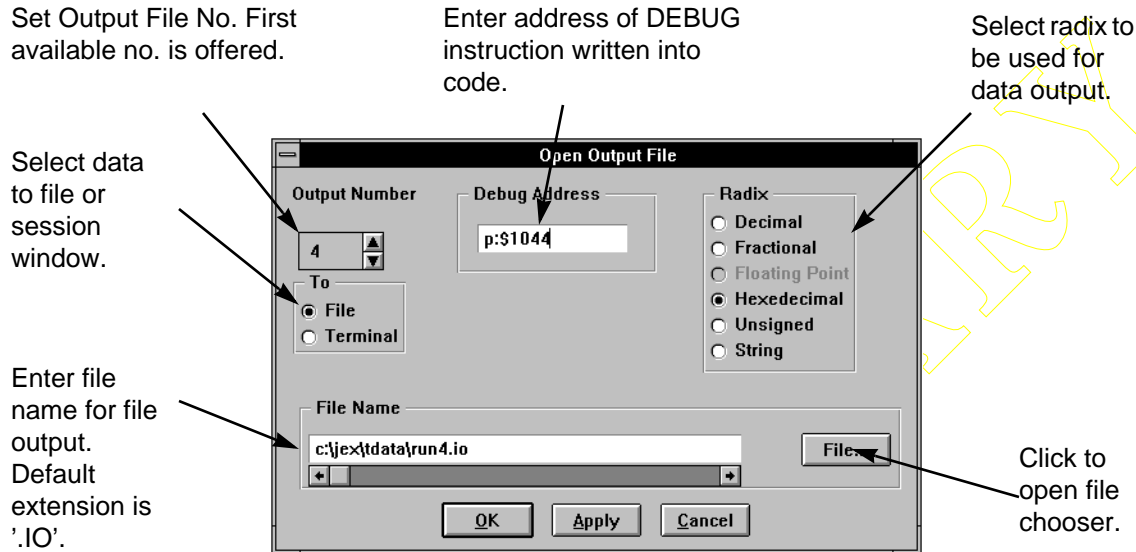 Set Output File No. First
available no. is offered.
Enter address of DEBUG
instruction written into
code.
Select radix to
be used for
data output.
Select data
to file or
session
window.
Enter file
name for file
output.
Default
extension is
'.IO'.
Open Output File
Output Number
4
To
File
Terminal
Debug Address
p:$1044
Radix
Decimal
Fractional
Floating Point
Hexedecimal
Unsigned
String
File Name
c:\jex\tdata\run4.io
File...
OK
Apply
Cancel
Click to
open file
chooser.